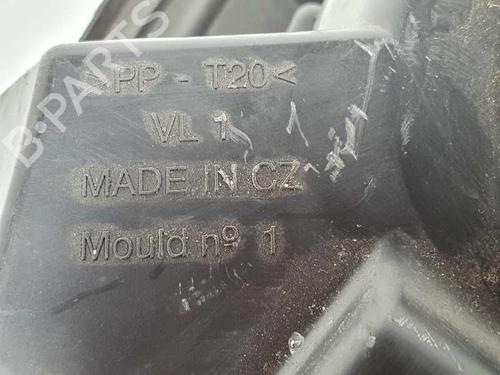 >PP - T20<
VL 1
MADE IN CZ
Mould nº 1
B-PARTS